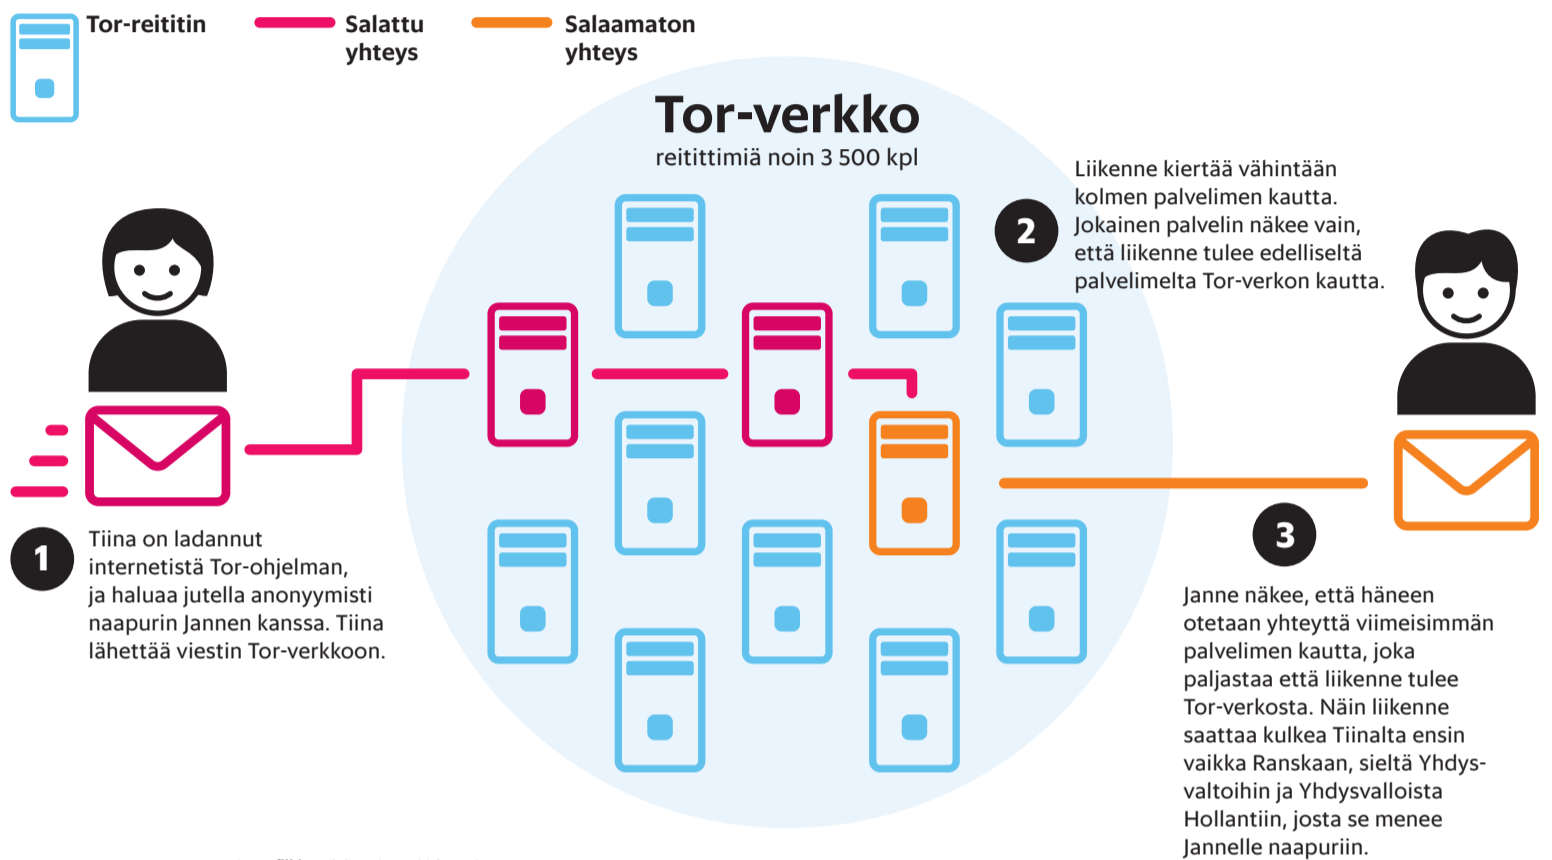 Tor-reititin
Salattu
yhteys
Salaamaton
yhteys
Tor-verkko
reitittimiä noin 3 500 kpl
1
Tiina on ladannut
internetistä Tor-ohjelman,
ja haluaa jutella anonyymisti
naapurin Jannen kanssa. Tiina
lähettää viestin Tor-verkkoon.
2
Liikenne kiertää vähintään
kolmen palvelimen kautta.
Jokainen palvelin näkee vain,
että liikenne tulee edelliseltä
palvelimelta Tor-verkon kautta.
3
Janne näkee, että häneen
otetaan yhteyttä viimeisimmän
palvelimen kautta, joka
paljastaa että liikenne tulee
Tor-verkosta. Näin liikenne
saattaa kulkea Tiinalta ensin
vaikka Ranskaan, sieltä Yhdys-
valtoihin ja Yhdysvalloista
Hollantiin, josta se menee
Jannelle naapuriin.